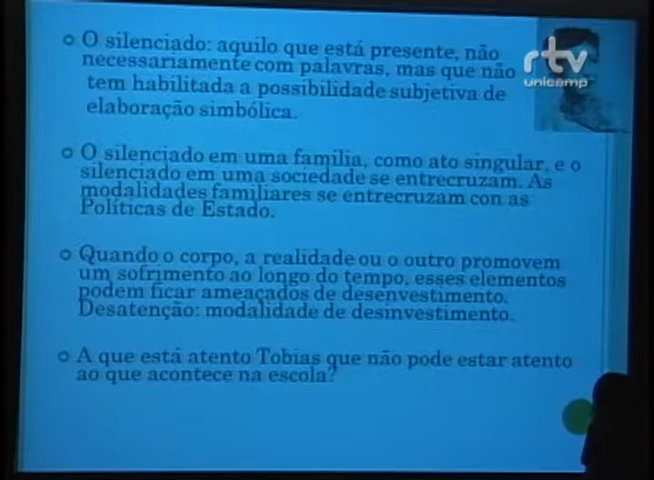 O silenciado: aquilo que está presente, não
necessariamente com palavras, mas que não
tem habilitada a possibilidade subjetiva de
elaboração simbólica.
O silenciado em uma familia, como ato singular, e o
silenciado em uma sociedade se entrecruzam. As
modalidades familiares se entrecruzam con as
Políticas de Estado.
Quando o corpo, a realidade ou o outro promovem
um sofrimento ao longo do tempo, esses elementos
podem ficar ameaçados de desenvestimento.
Desatenção: modalidade de desinvestimento.
A que está atento Tobias que não pode estar atento
ao que acontece na escola?
rtv
unicamp